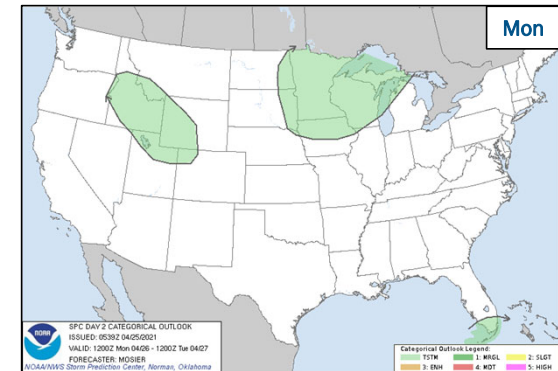 Mon
SPC DAY 2 CATEGORICAL OUTLOOK
ISSUED: 0539Z 04/25/2021
VALID: 1200Z Mon 04/26 - 1200Z Tue 04/27
FORECASTER: MOSIER
NOAA/NWS Storm Prediction Center, Norman, Oklahoma
NOAA
Categorical Outlook Legend:
TSTM 1: MRGL 2: SLGT
3: ENH 4: MDT 5: HIGH